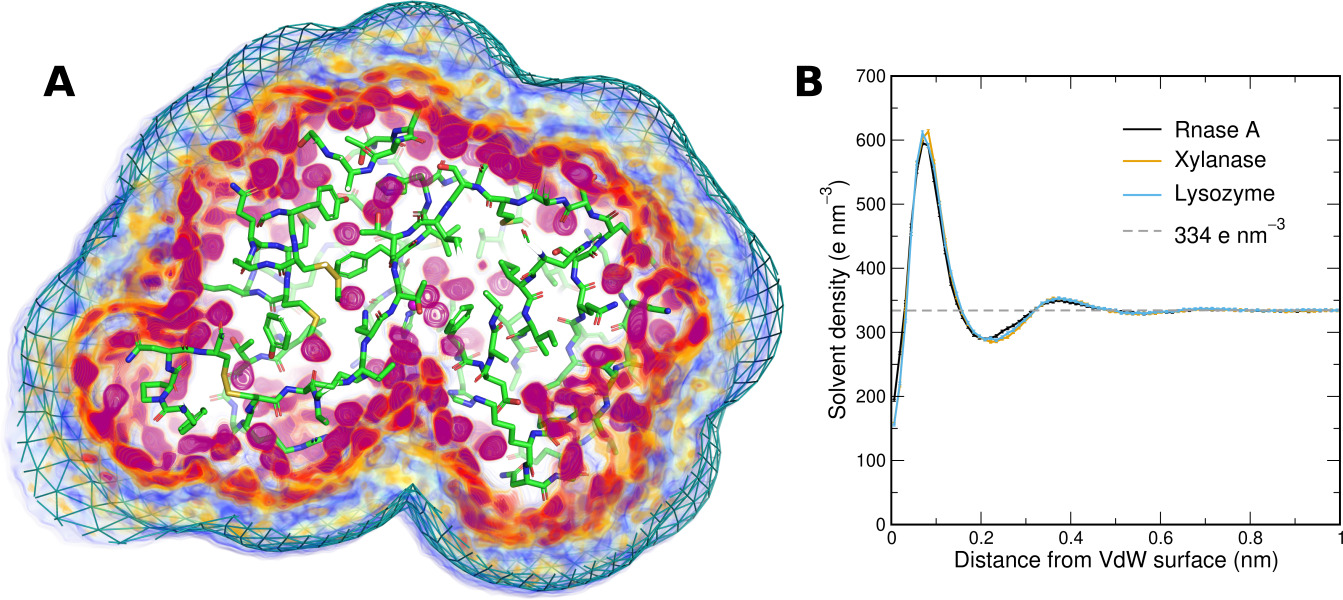 A
B
700
600
500
400
300
200
100
0
Solvent density (e nm⁻³)
Rnase A
Xylanase
Lysozyme
334 e nm⁻³
0 0.2 0.4 0.6 0.8 1
Distance from VdW surface (nm)